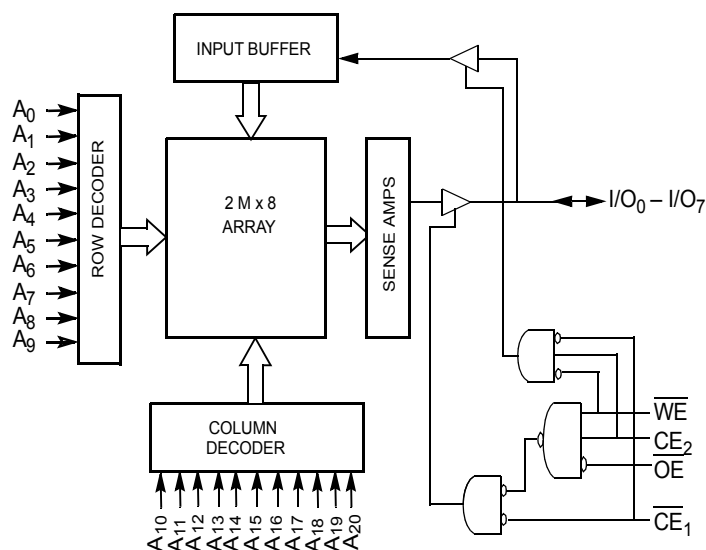 INPUT BUFFER
A0
A1
A2
A3
A4
A5
A6
A7
A8
A9
ROW DECODER
2 M x 8
ARRAY
SENSE AMPS
I/O0 – I/O7
COLUMN
DECODER
A10
A11
A12
A13
A14
A15
A16
A17
A18
A19
A20
WE
CE2
OE
CE1